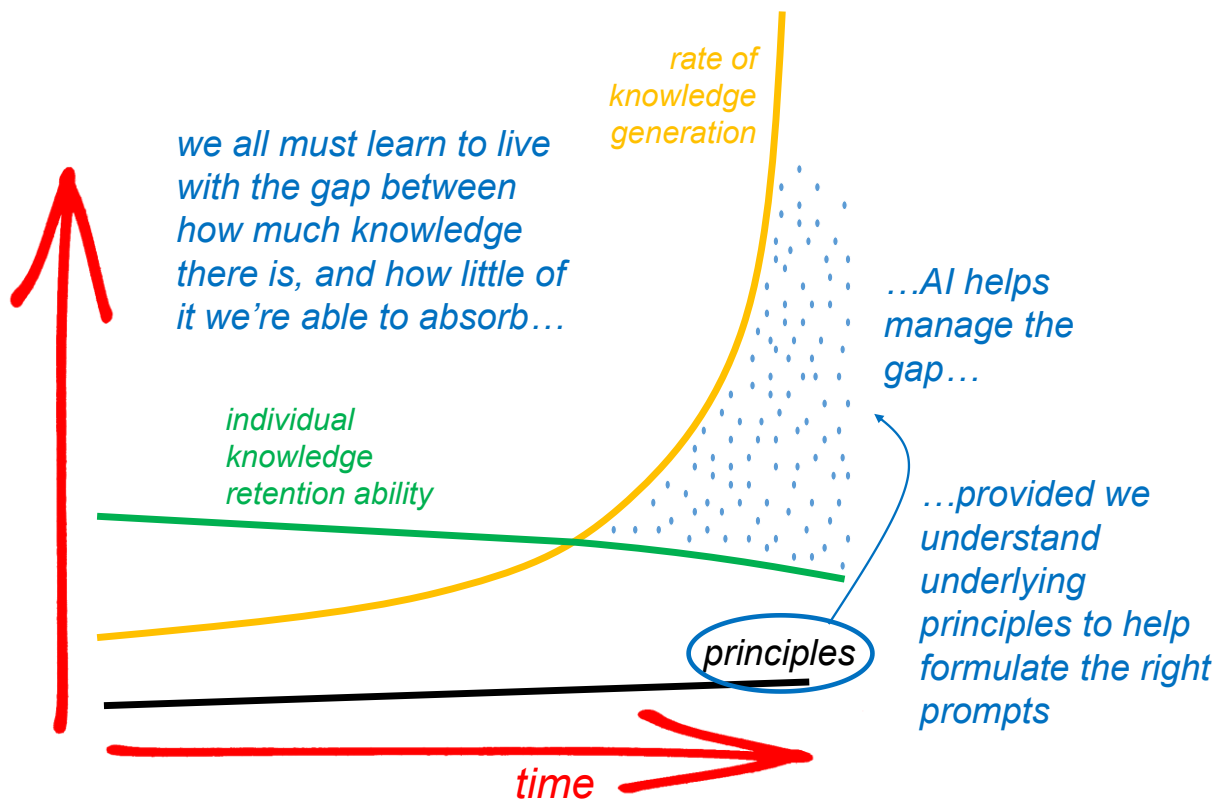 rate of
knowledge
generation
we all must learn to live
with the gap between
how much knowledge
there is, and how little of
it we’re able to absorb…
…AI helps
manage the
gap…
individual
knowledge
retention ability
…provided we
understand
underlying
principles to help
formulate the right
prompts
principles
time